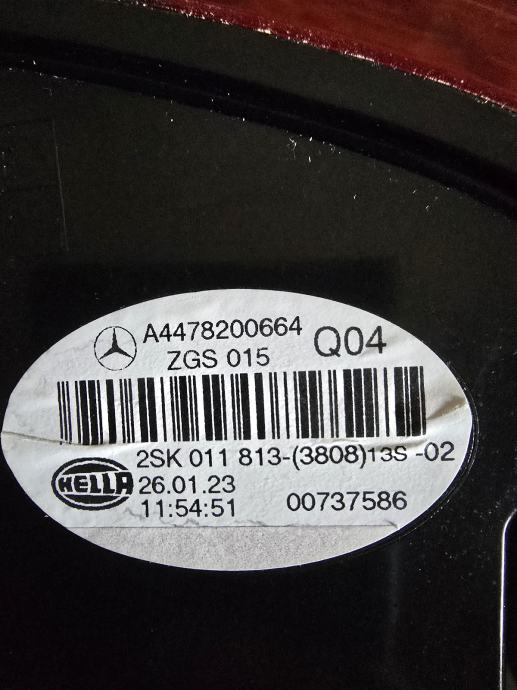 A4478200664
ZGS 015
Q04
2SK 011 813-(3808)13S-02
HELLA
26.01.23
11:54:51
00737586